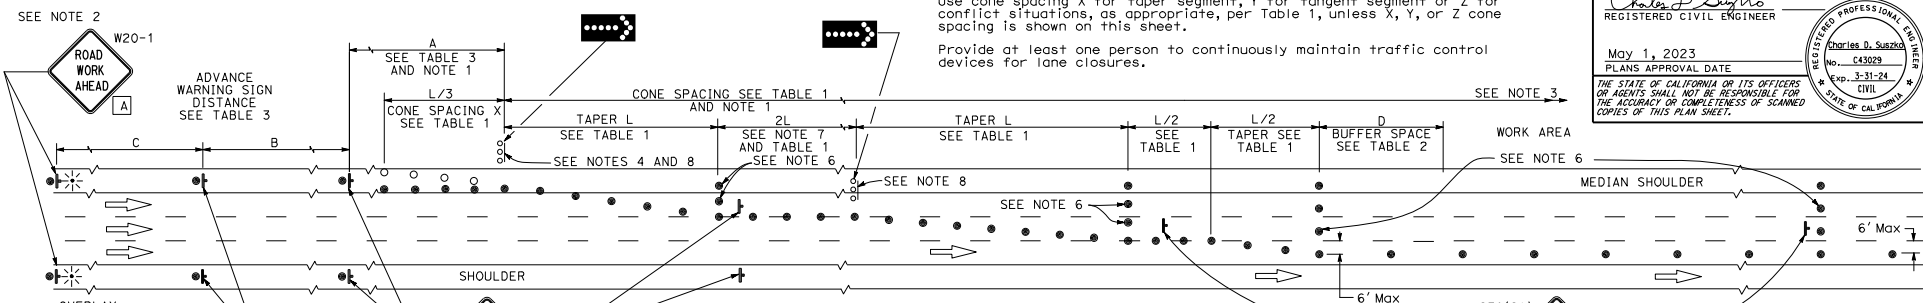 SEE NOTE 2
W20-1
ROAD
WORK
AHEAD
A
ADVANCE
WARNING SIGN
DISTANCE
SEE TABLE 3
A
SEE TABLE 3
AND NOTE 1
L/3
CONE SPACING X
SEE TABLE 1
CONE SPACING SEE TABLE 1
AND NOTE 1
SEE NOTE 3
TAPER L
SEE TABLE 1
2L
SEE NOTE 7
AND TABLE 1
TAPER L
SEE TABLE 1
L/2
SEE
TABLE 1
L/2
TAPER SEE
TABLE 1
D
BUFFER SPACE
SEE TABLE 2
WORK AREA
C
B
SEE NOTES 4 AND 8
SEE NOTE 6
SEE NOTE 8
SEE NOTE 6
SEE NOTE 6
MEDIAN SHOULDER
6' Max
SHOULDER
6' Max
Use cone spacing X for taper segment, Y for tangent segment or Z for
conflict situations, as appropriate, per Table 1, unless X, Y, or Z cone
spacing is shown on this sheet.
Provide at least one person to continuously maintain traffic control
devices for lane closures.
REGISTERED CIVIL ENGINEER
May 1, 2023
PLANS APPROVAL DATE
THE STATE OF CALIFORNIA OR ITS OFFICERS
OR AGENTS SHALL NOT BE RESPONSIBLE FOR
THE ACCURACY OR COMPLETENESS OF SCANNED
COPIES OF THIS PLAN SHEET.
REGISTERED PROFESSIONAL ENGINEER
Charles D. Suszko
No. C43029
Exp. 3-31-24
CIVIL
STATE OF CALIFORNIA